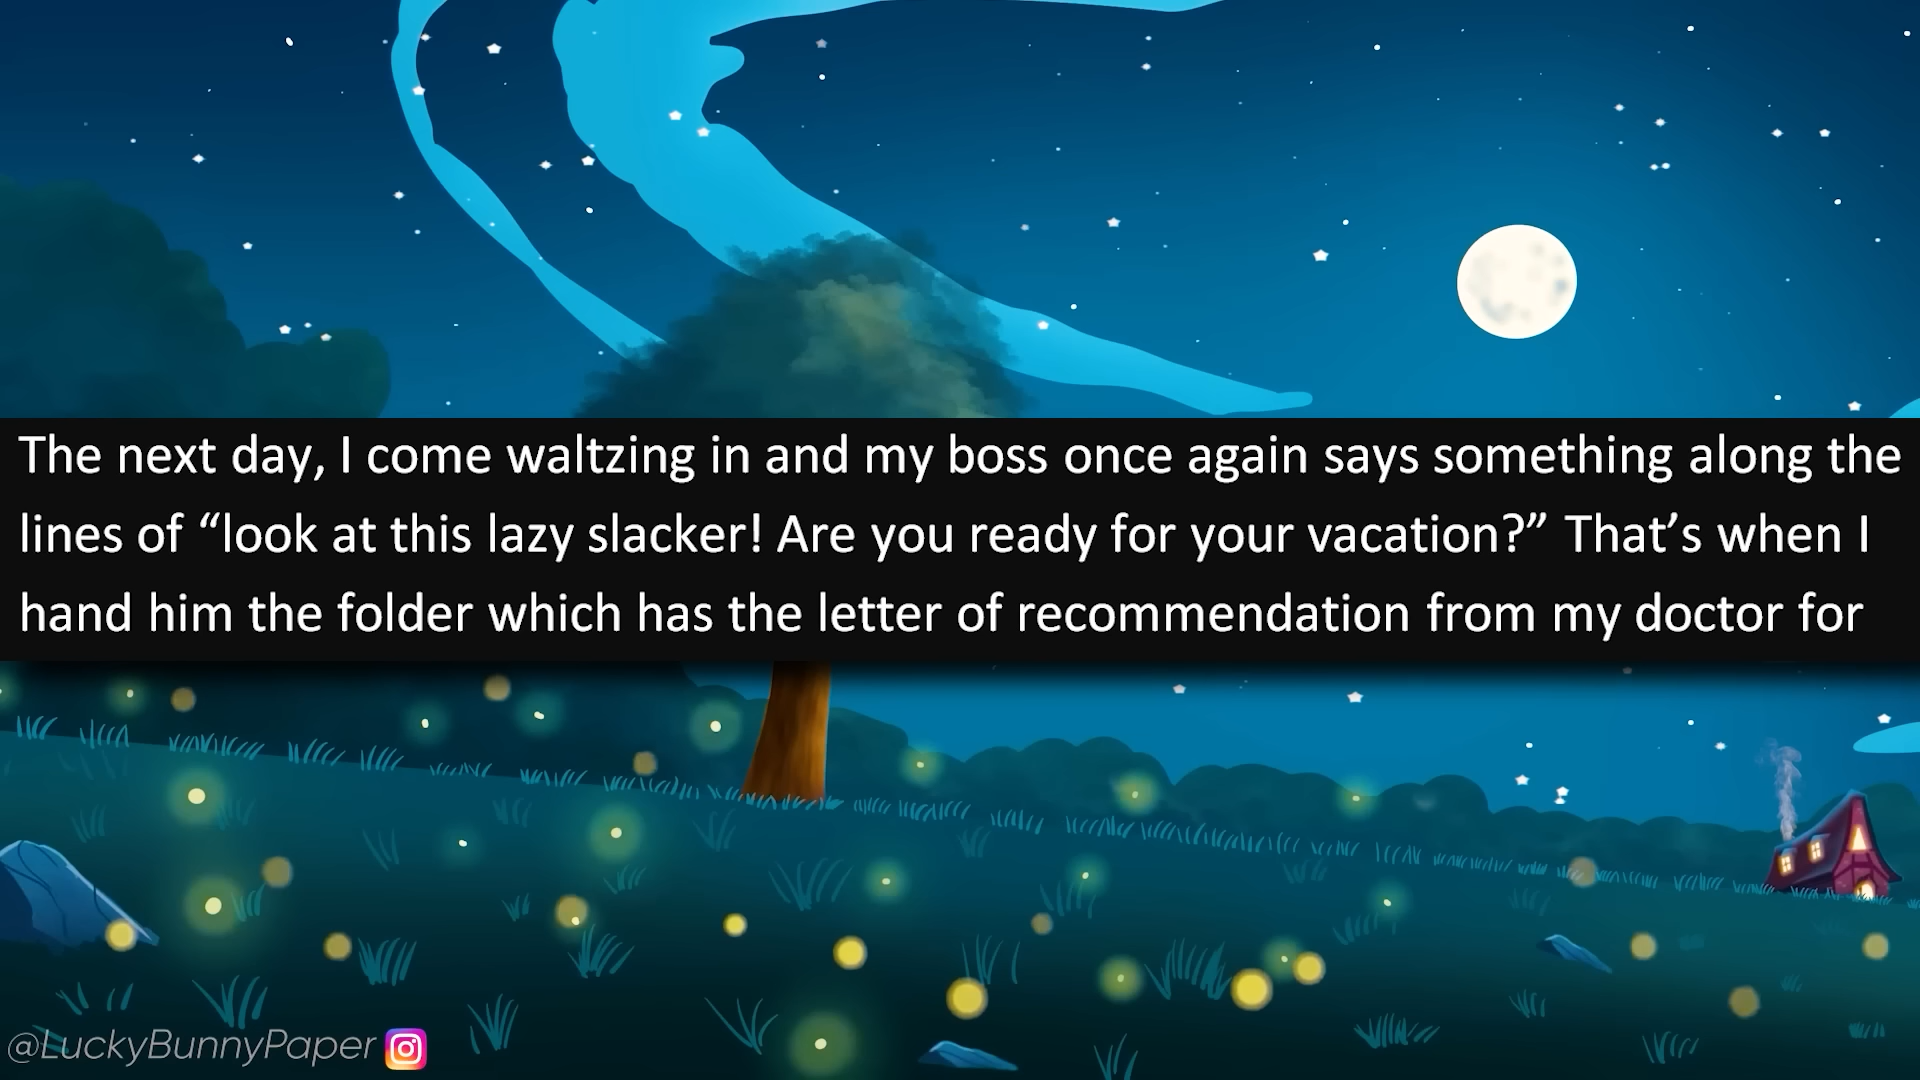 The next day, I come waltzing in and my boss once again says something along the
lines of “look at this lazy slacker! Are you ready for your vacation?” That’s when I
hand him the folder which has the letter of recommendation from my doctor for
@LuckyBunnyPaper